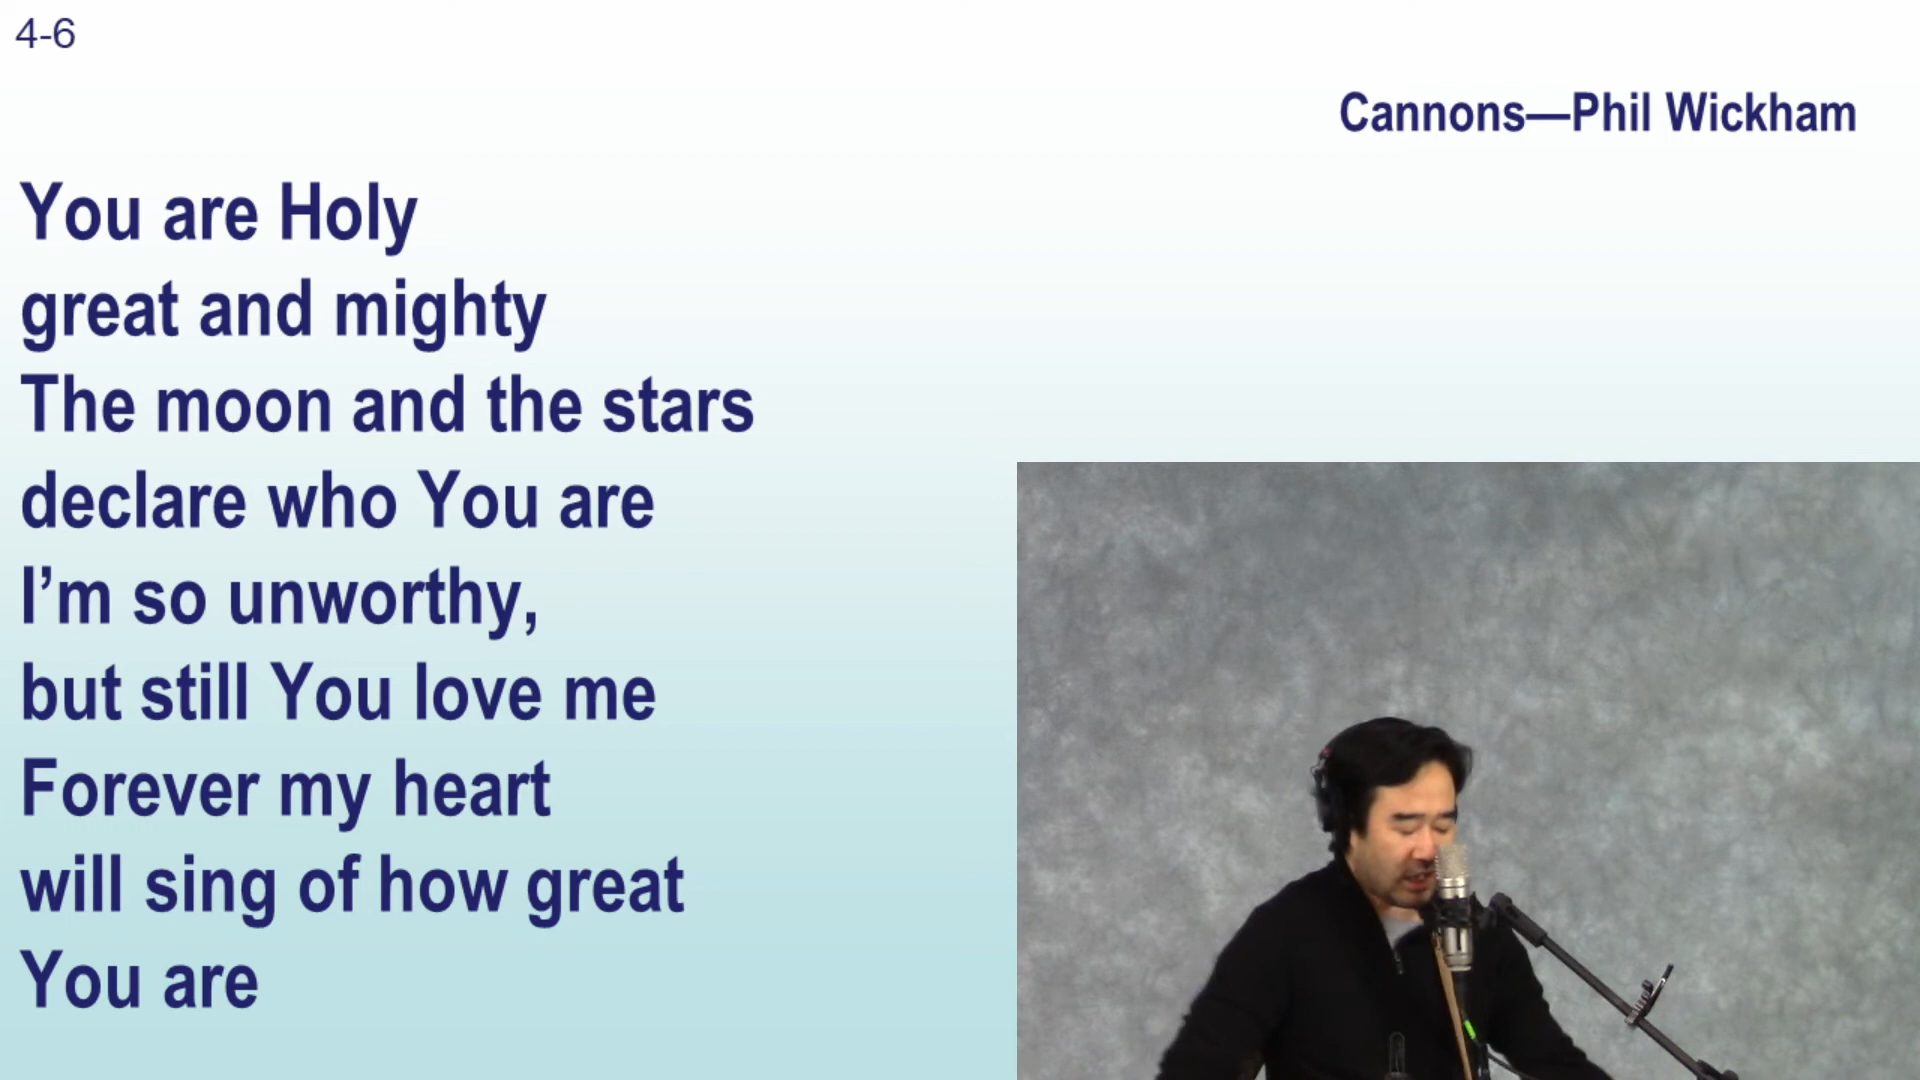 4-6
Cannons—Phil Wickham
You are Holy
great and mighty
The moon and the stars
declare who You are
I’m so unworthy,
but still You love me
Forever my heart
will sing of how great
You are